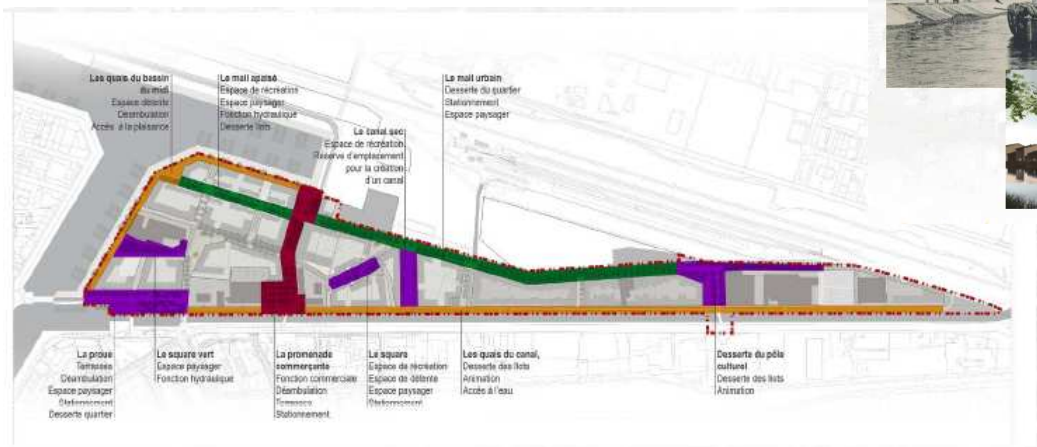 Les quais du bassin
du midi
Espace détente
Déambulation
Accès à la plaisance
Le mail apaisé
Espace de récréation
Espace paysager
Fonction hydraulique
Desserte îlots
Le canal sec
Espace de récréation
Réserve d'emplacement
pour la création
d'un canal
Le mail urbain
Desserte du quartier
Stationnement
Espace paysager
La proue
Terrasses
Déambulation
Espace paysager
Stationnement
Desserte quartier
Le square vert
Espace paysager
Fonction hydraulique
La promenade
commerçante
Fonction commerciale
Déambulation
Terrasses
Stationnement
Le square
Espace de récréation
Espace de détente
Espace paysager
Stationnement
Les quais du canal,
Desserte des îlots
Animation
Accès à l'eau
Desserte du pôle
culturel
Desserte des îlots
Animation